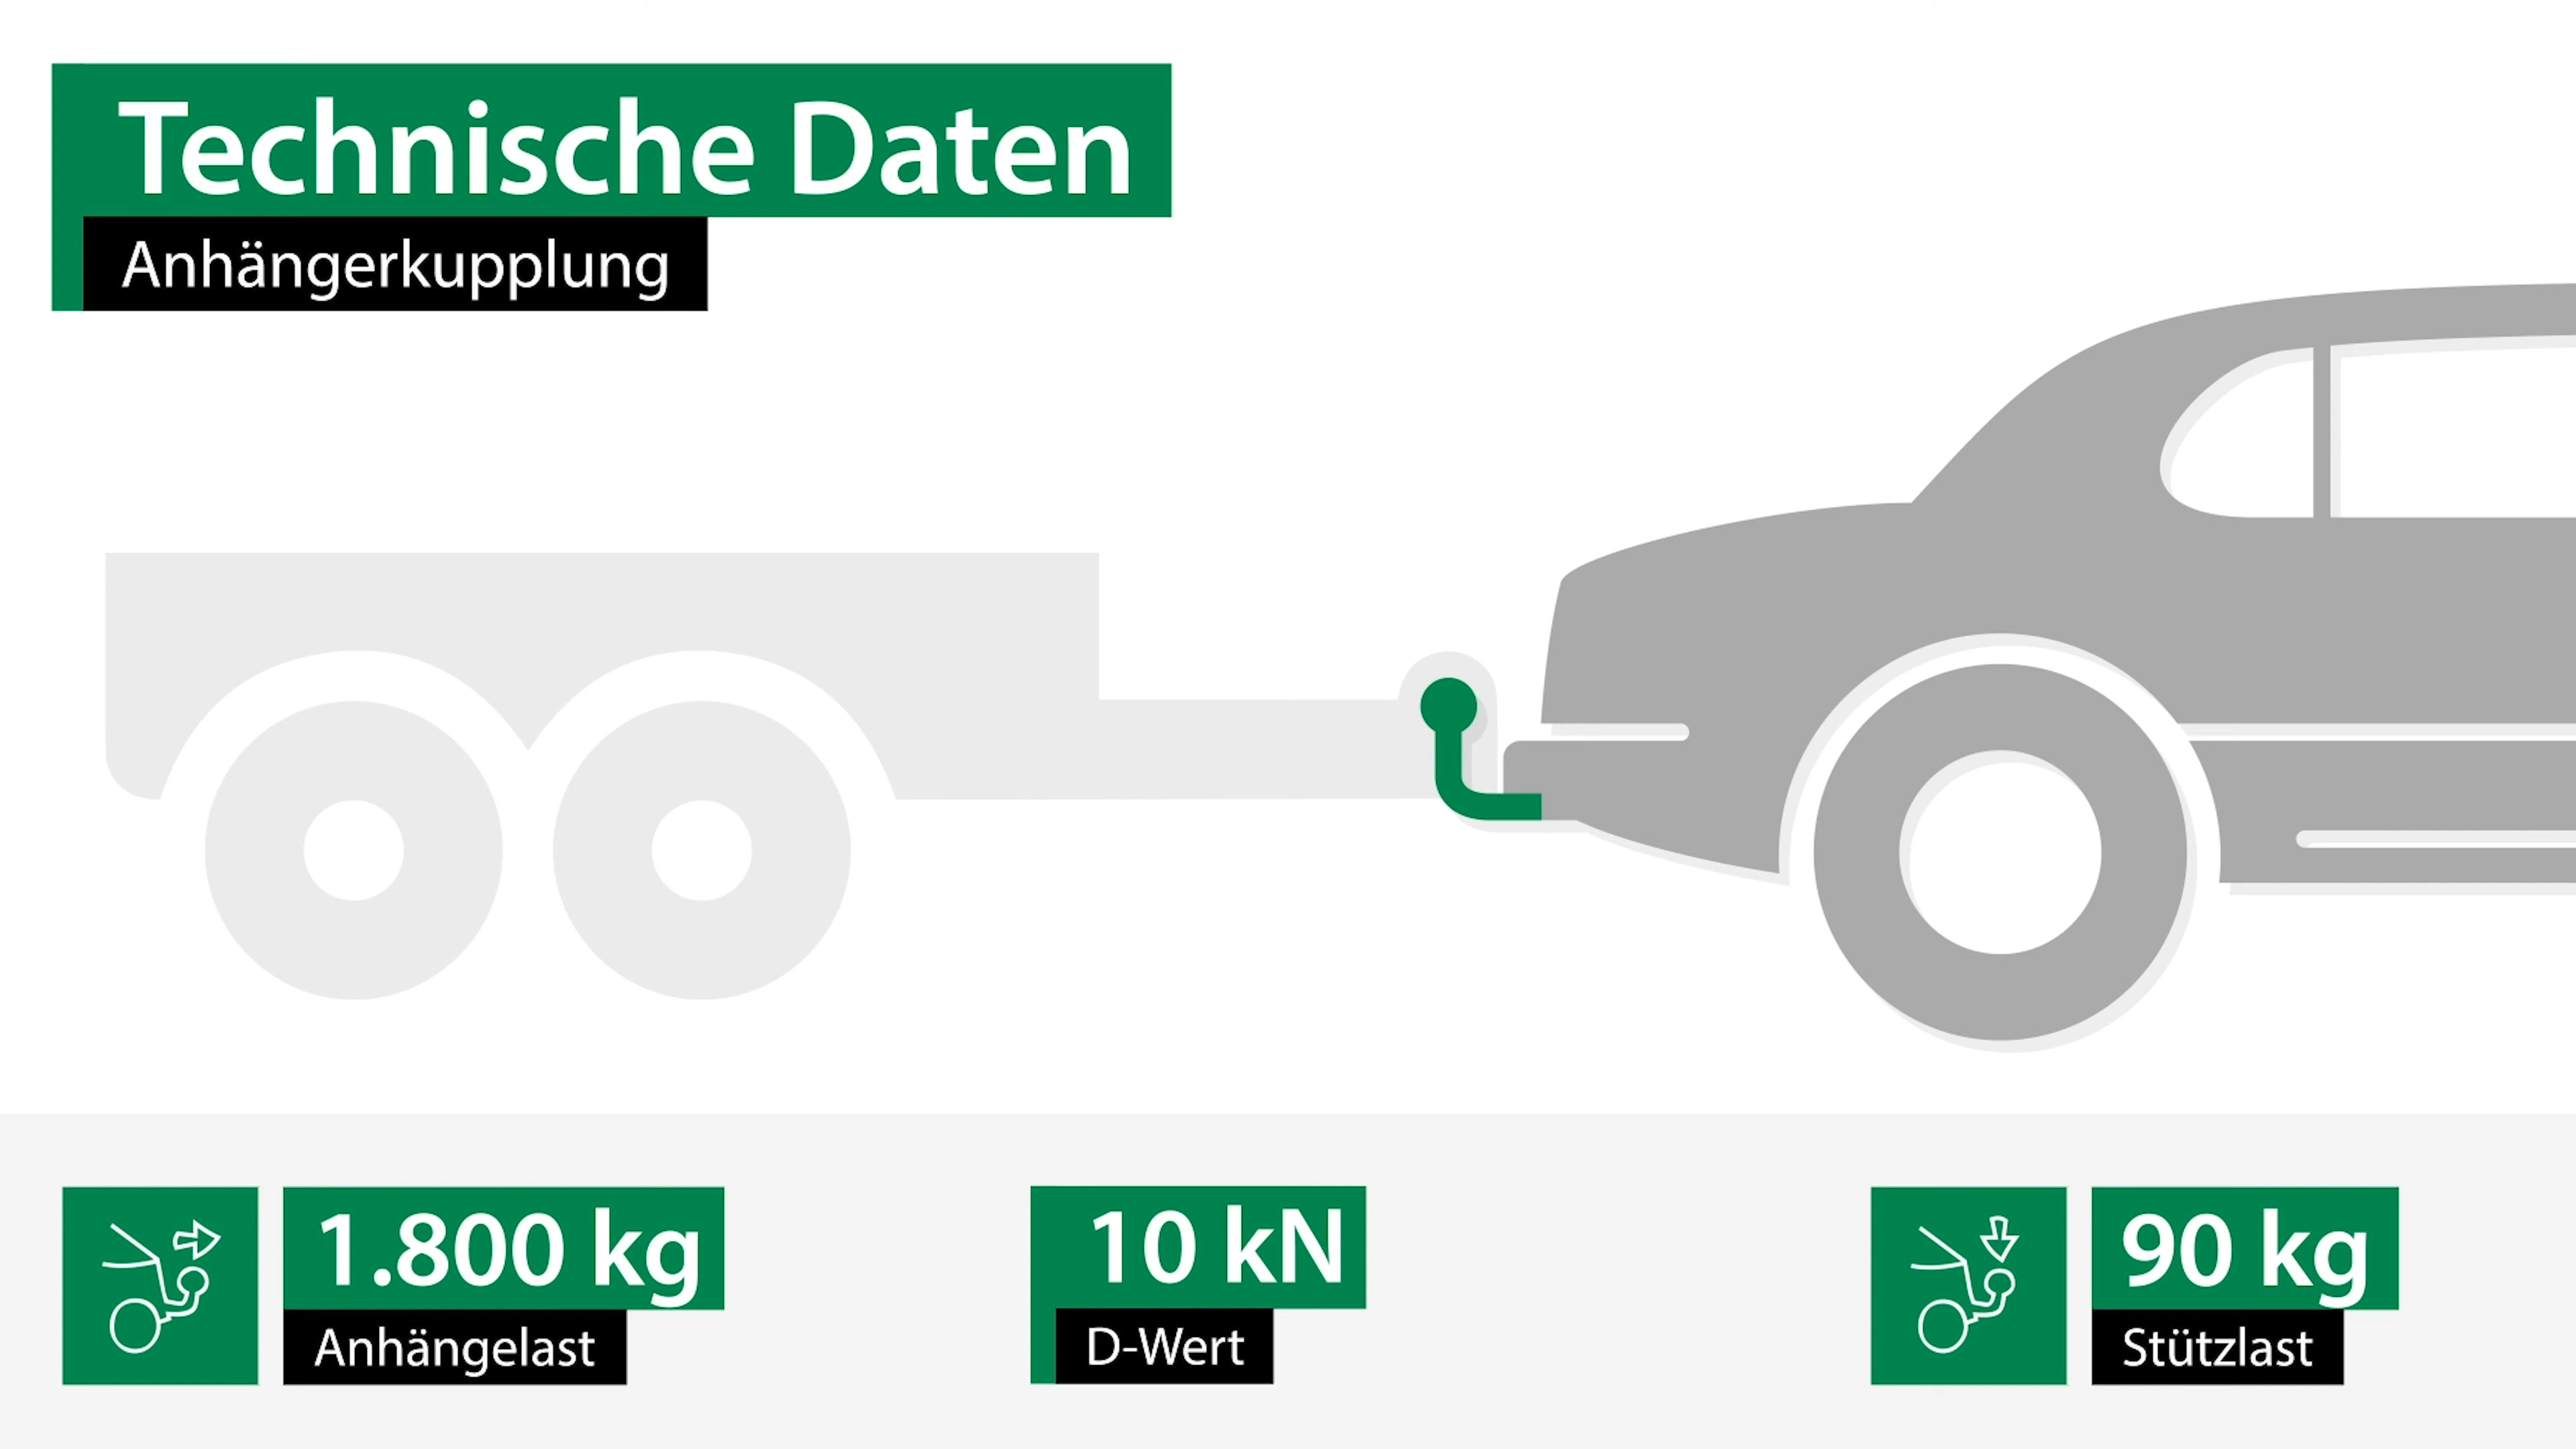 Technische Daten
Anhängerkupplung
1.800 kg
Anhängelast
10 kN
D-Wert
90 kg
Stützlast